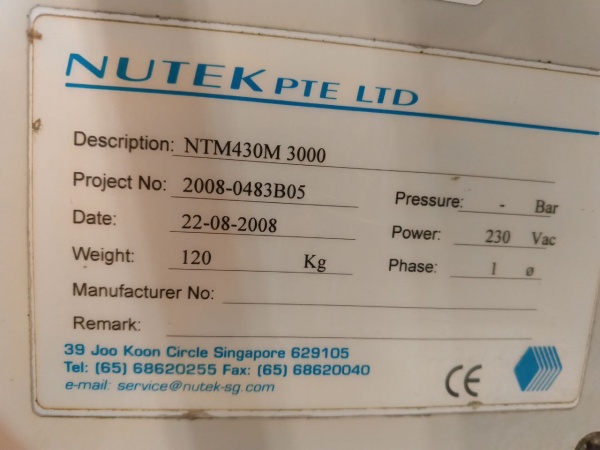 NUTEK PTE LTD
Description: NTM430M 3000
Project No: 2008-0483B05
Pressure: - Bar
Date: 22-08-2008
Power: 230 Vac
Weight: 120 Kg
Phase: 1 ø
Manufacturer No:
Remark:
39 Joo Koon Circle Singapore 629105
Tel: (65) 68620255 Fax: (65) 68620040
e-mail: service@nutek-sg.com
CE